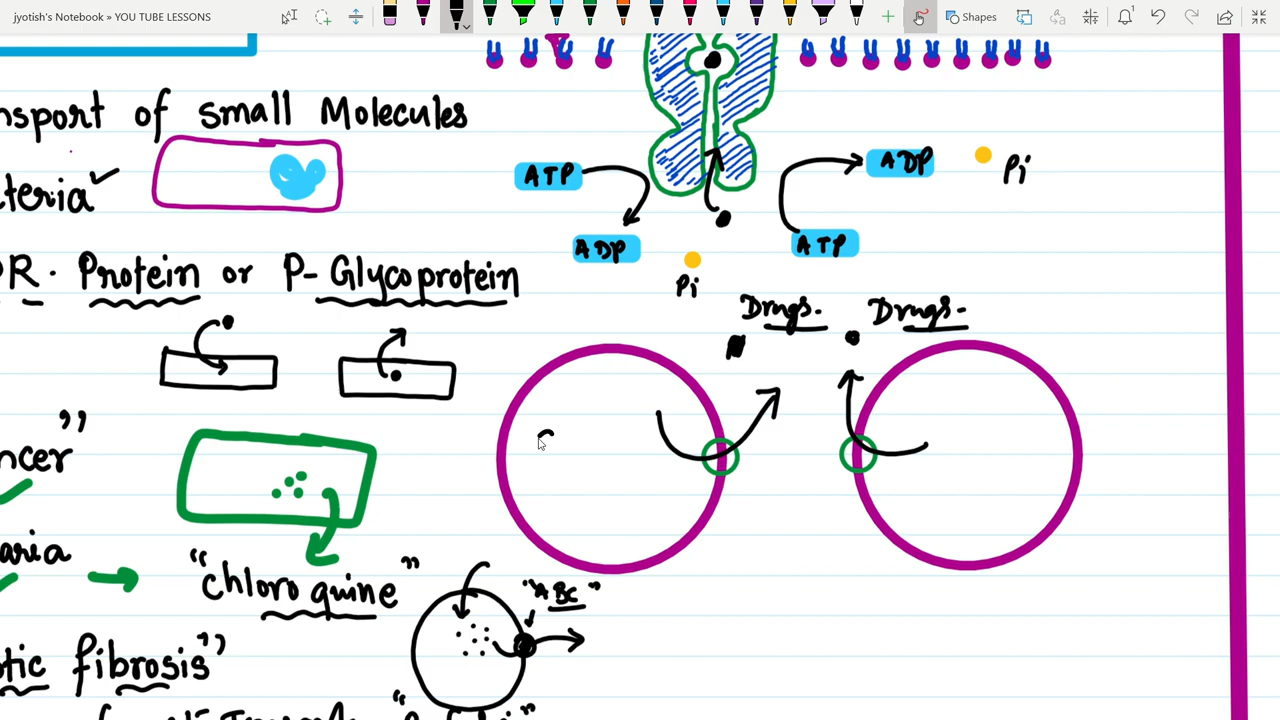 jyotish's Notebook » YOU TUBE LESSONS
Shapes
nsport of small Molecules
teria
ATP
ADP
Pi
ADP
ATP
Pi
R. Protein or P-Glycoprotein
Drugs-
Drugs-
ncer"
aria
"chloroquine"
"ABC"
tic fibrosis"